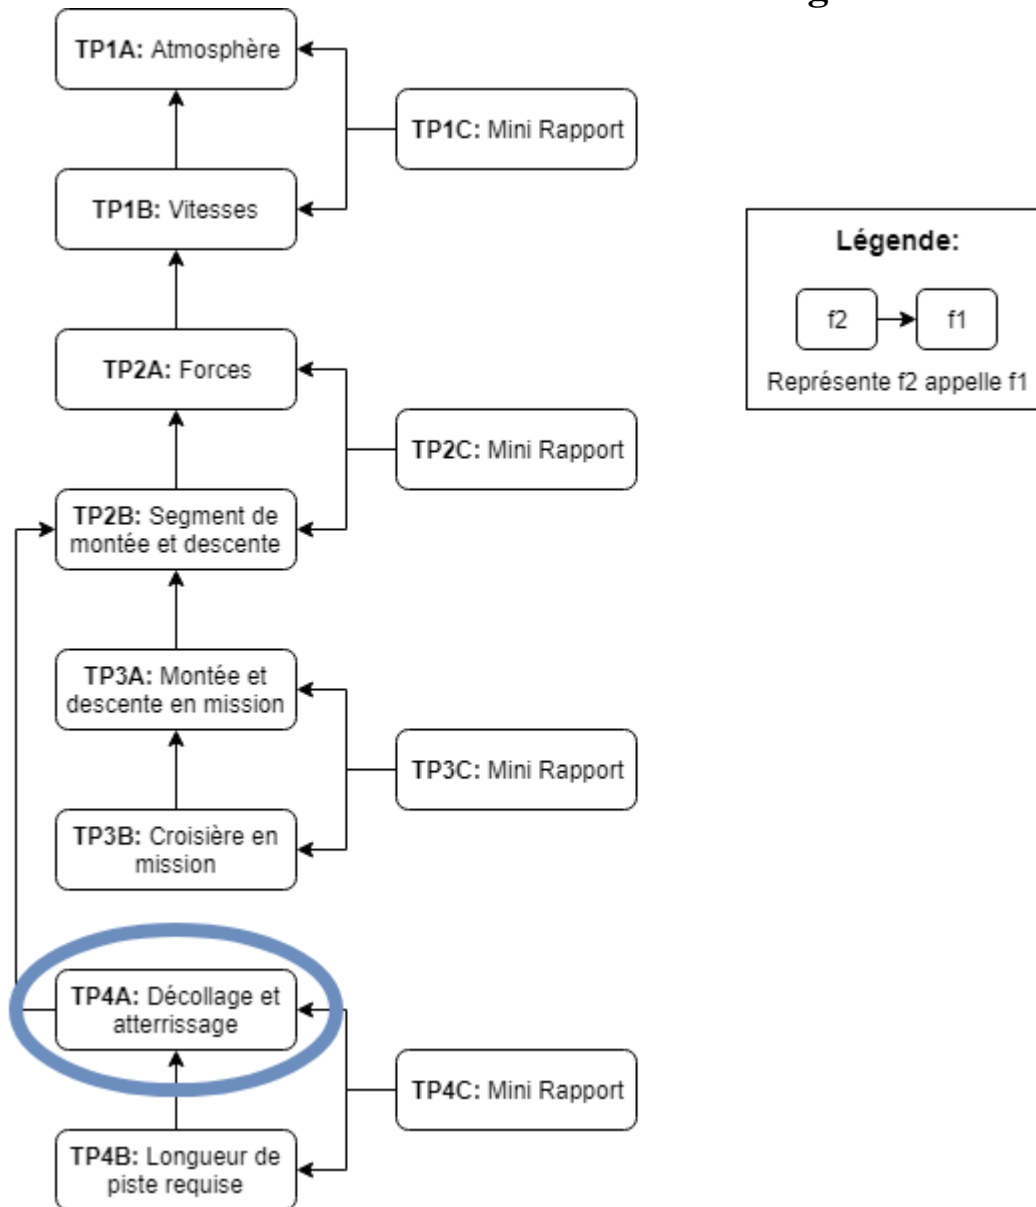 TP1A: Atmosphère
TP1C: Mini Rapport
TP1B: Vitesses
Légende:
f2
f1
Représente f2 appelle f1
TP2A: Forces
TP2C: Mini Rapport
TP2B: Segment de
montée et descente
TP3A: Montée et
descente en mission
TP3C: Mini Rapport
TP3B: Croisière en
mission
TP4A: Décollage et
atterrissage
TP4C: Mini Rapport
TP4B: Longueur de
piste requise